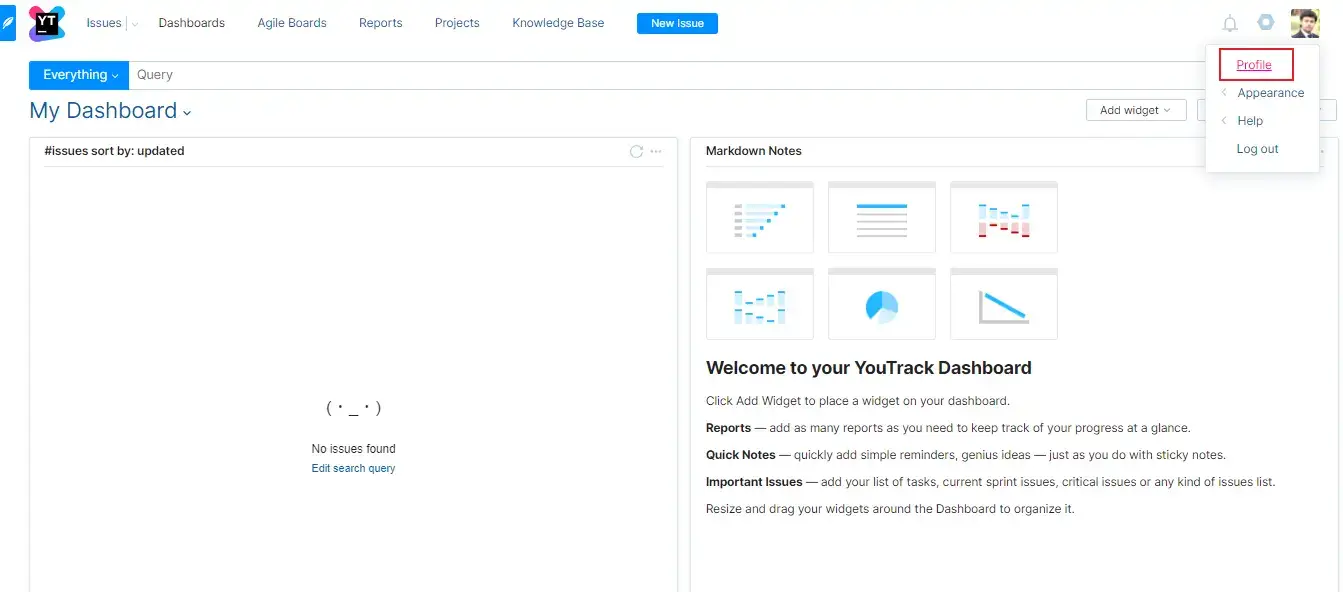 YT
Issues Dashboards Agile Boards Reports Projects Knowledge Base New Issue
Profile
Appearance
Help
Log out
Everything Query
My Dashboard
Add widget
#issues sort by: updated
(・_・)
No issues found
Edit search query
Markdown Notes
Welcome to your YouTrack Dashboard
Click Add Widget to place a widget on your dashboard.
Reports — add as many reports as you need to keep track of your progress at a glance.
Quick Notes — quickly add simple reminders, genius ideas — just as you do with sticky notes.
Important Issues — add your list of tasks, current sprint issues, critical issues or any kind of issues list.
Resize and drag your widgets around the Dashboard to organize it.